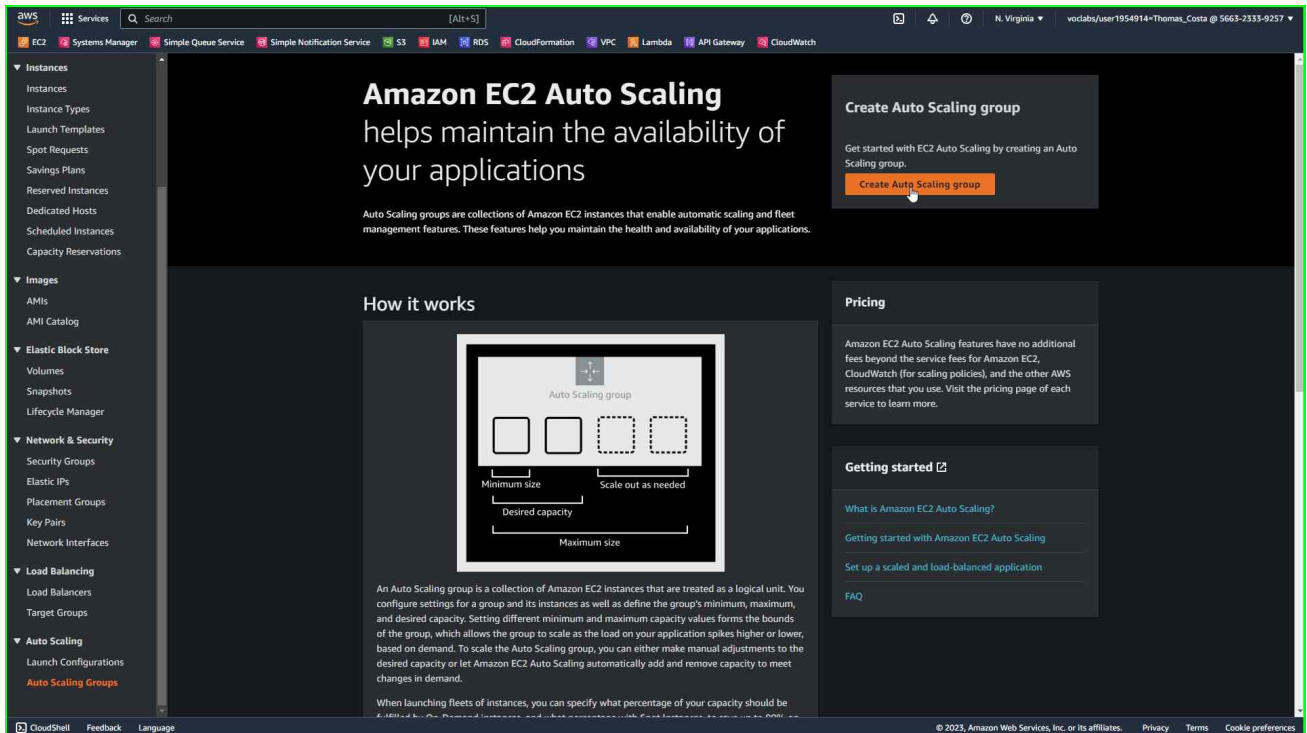 aws
Services
Search
[Alt+S]
N. Virginia
voclabs/user1954914=Thomas_Costa @ 5663-2333-9257
EC2
Systems Manager
Simple Queue Service
Simple Notification Service
S3
IAM
RDS
CloudFormation
VPC
Lambda
API Gateway
CloudWatch
Instances
Instances
Instance Types
Launch Templates
Spot Requests
Savings Plans
Reserved Instances
Dedicated Hosts
Scheduled Instances
Capacity Reservations
Images
AMIs
AMI Catalog
Elastic Block Store
Volumes
Snapshots
Lifecycle Manager
Network & Security
Security Groups
Elastic IPs
Placement Groups
Key Pairs
Network Interfaces
Load Balancing
Load Balancers
Target Groups
Auto Scaling
Launch Configurations
Auto Scaling Groups
Amazon EC2 Auto Scaling
helps maintain the availability of
your applications
Auto Scaling groups are collections of Amazon EC2 instances that enable automatic scaling and fleet
management features. These features help you maintain the health and availability of your applications.
Create Auto Scaling group
Get started with EC2 Auto Scaling by creating an Auto
Scaling group.
Create Auto Scaling group
How it works
Auto Scaling group
Minimum size
Scale out as needed
Desired capacity
Maximum size
An Auto Scaling group is a collection of Amazon EC2 instances that are treated as a logical unit. You
configure settings for a group and its instances as well as define the group's minimum, maximum,
and desired capacity. Setting different minimum and maximum capacity values forms the bounds
of the group, which allows the group to scale as the load on your application spikes higher or lower,
based on demand. To scale the Auto Scaling group, you can either make manual adjustments to the
desired capacity or let Amazon EC2 Auto Scaling automatically add and remove capacity to meet
changes in demand.
When launching fleets of instances, you can specify what percentage of your capacity should be
Pricing
Amazon EC2 Auto Scaling features have no additional
fees beyond the service fees for Amazon EC2,
CloudWatch (for scaling policies), and the other AWS
resources that you use. Visit the pricing page of each
service to learn more.
Getting started
What is Amazon EC2 Auto Scaling?
Getting started with Amazon EC2 Auto Scaling
Set up a scaled and load-balanced application
FAQ
CloudShell
Feedback
Language
© 2023, Amazon Web Services, Inc. or its affiliates.
Privacy
Terms
Cookie preferences